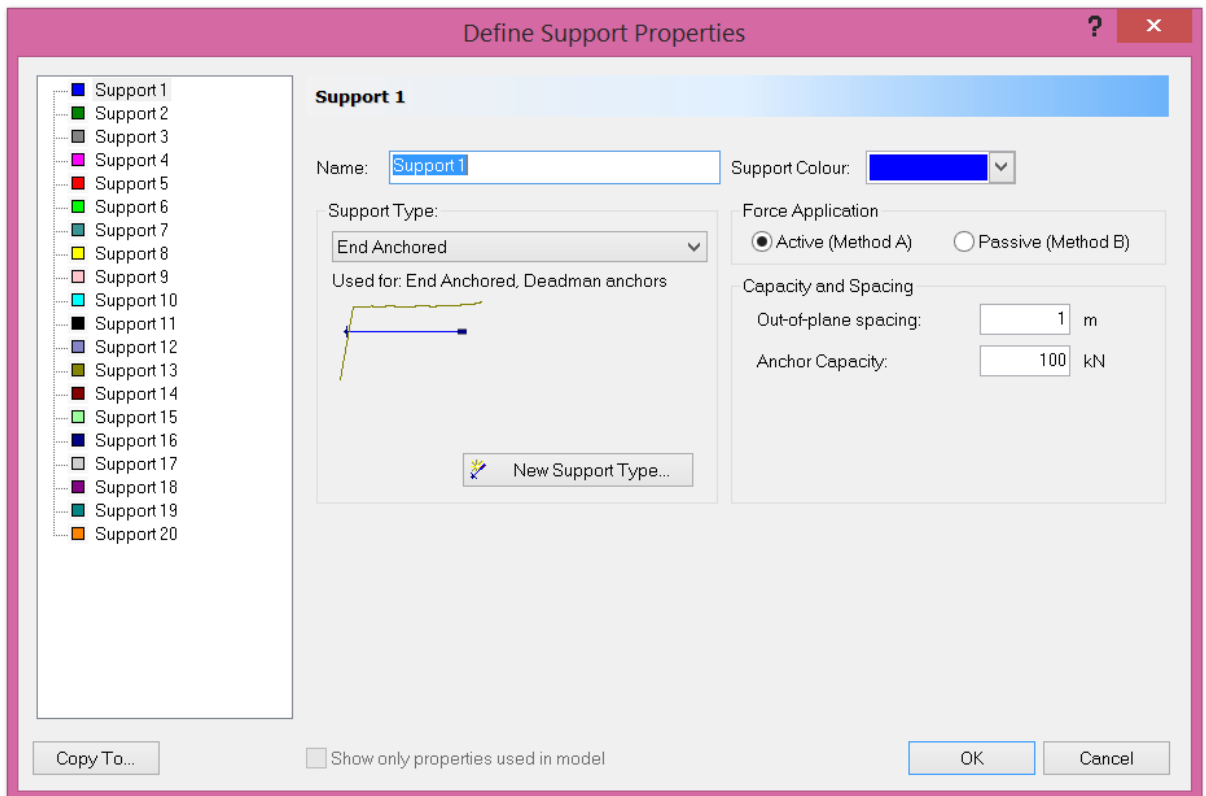 Define Support Properties
?
x
Support 1
Support 2
Support 3
Support 4
Support 5
Support 6
Support 7
Support 8
Support 9
Support 10
Support 11
Support 12
Support 13
Support 14
Support 15
Support 16
Support 17
Support 18
Support 19
Support 20
Support 1
Name: Support 1 Support Colour:
Support Type:
End Anchored
Used for: End Anchored, Deadman anchors
New Support Type...
Force Application
Active (Method A) Passive (Method B)
Capacity and Spacing
Out-of-plane spacing: 1 m
Anchor Capacity: 100 kN
Copy To... Show only properties used in model OK Cancel